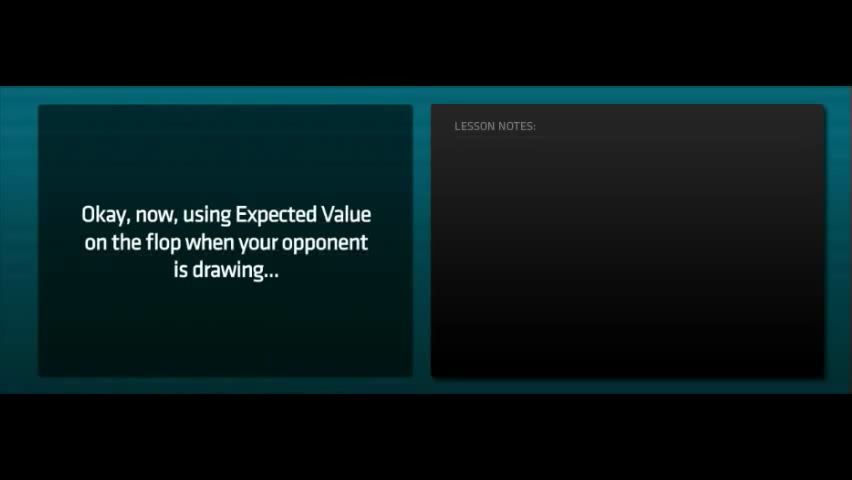 Okay, now, using Expected Value
on the flop when your opponent
is drawing...
LESSON NOTES: